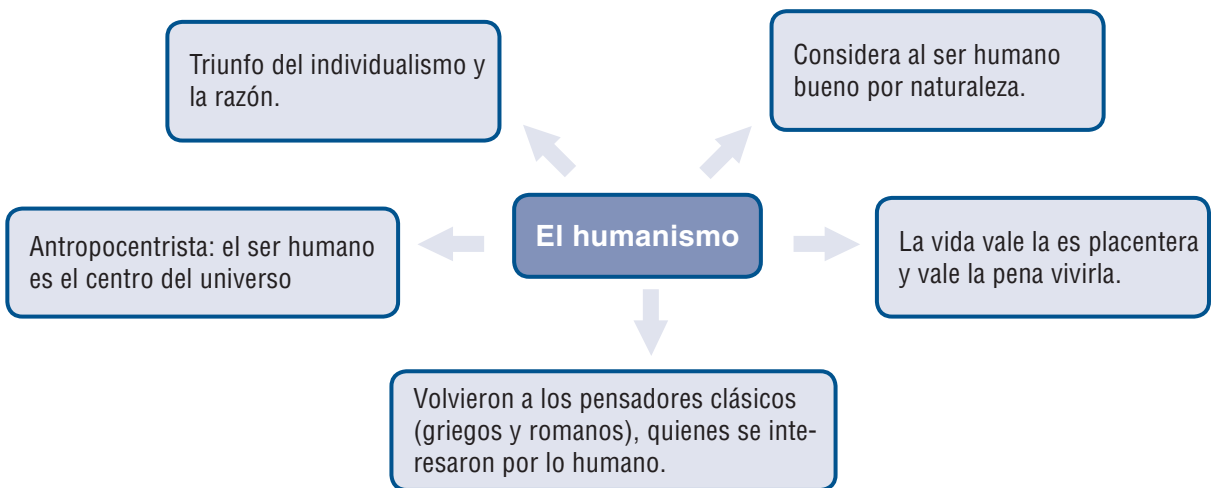 Triunfo del individualismo y
la razón.
Considera al ser humano
bueno por naturaleza.
El humanismo
Antropocentrista: el ser humano
es el centro del universo
La vida vale la es placentera
y vale la pena vivirla.
Volvieron a los pensadores clásicos
(griegos y romanos), quienes se inte-
resaron por lo humano.